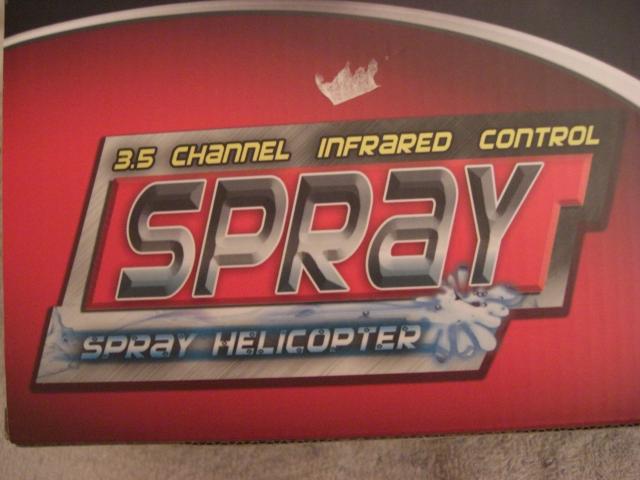 3.5 CHANNEL INFRARED CONTROL
SPRAY
SPRAY HELICOPTER